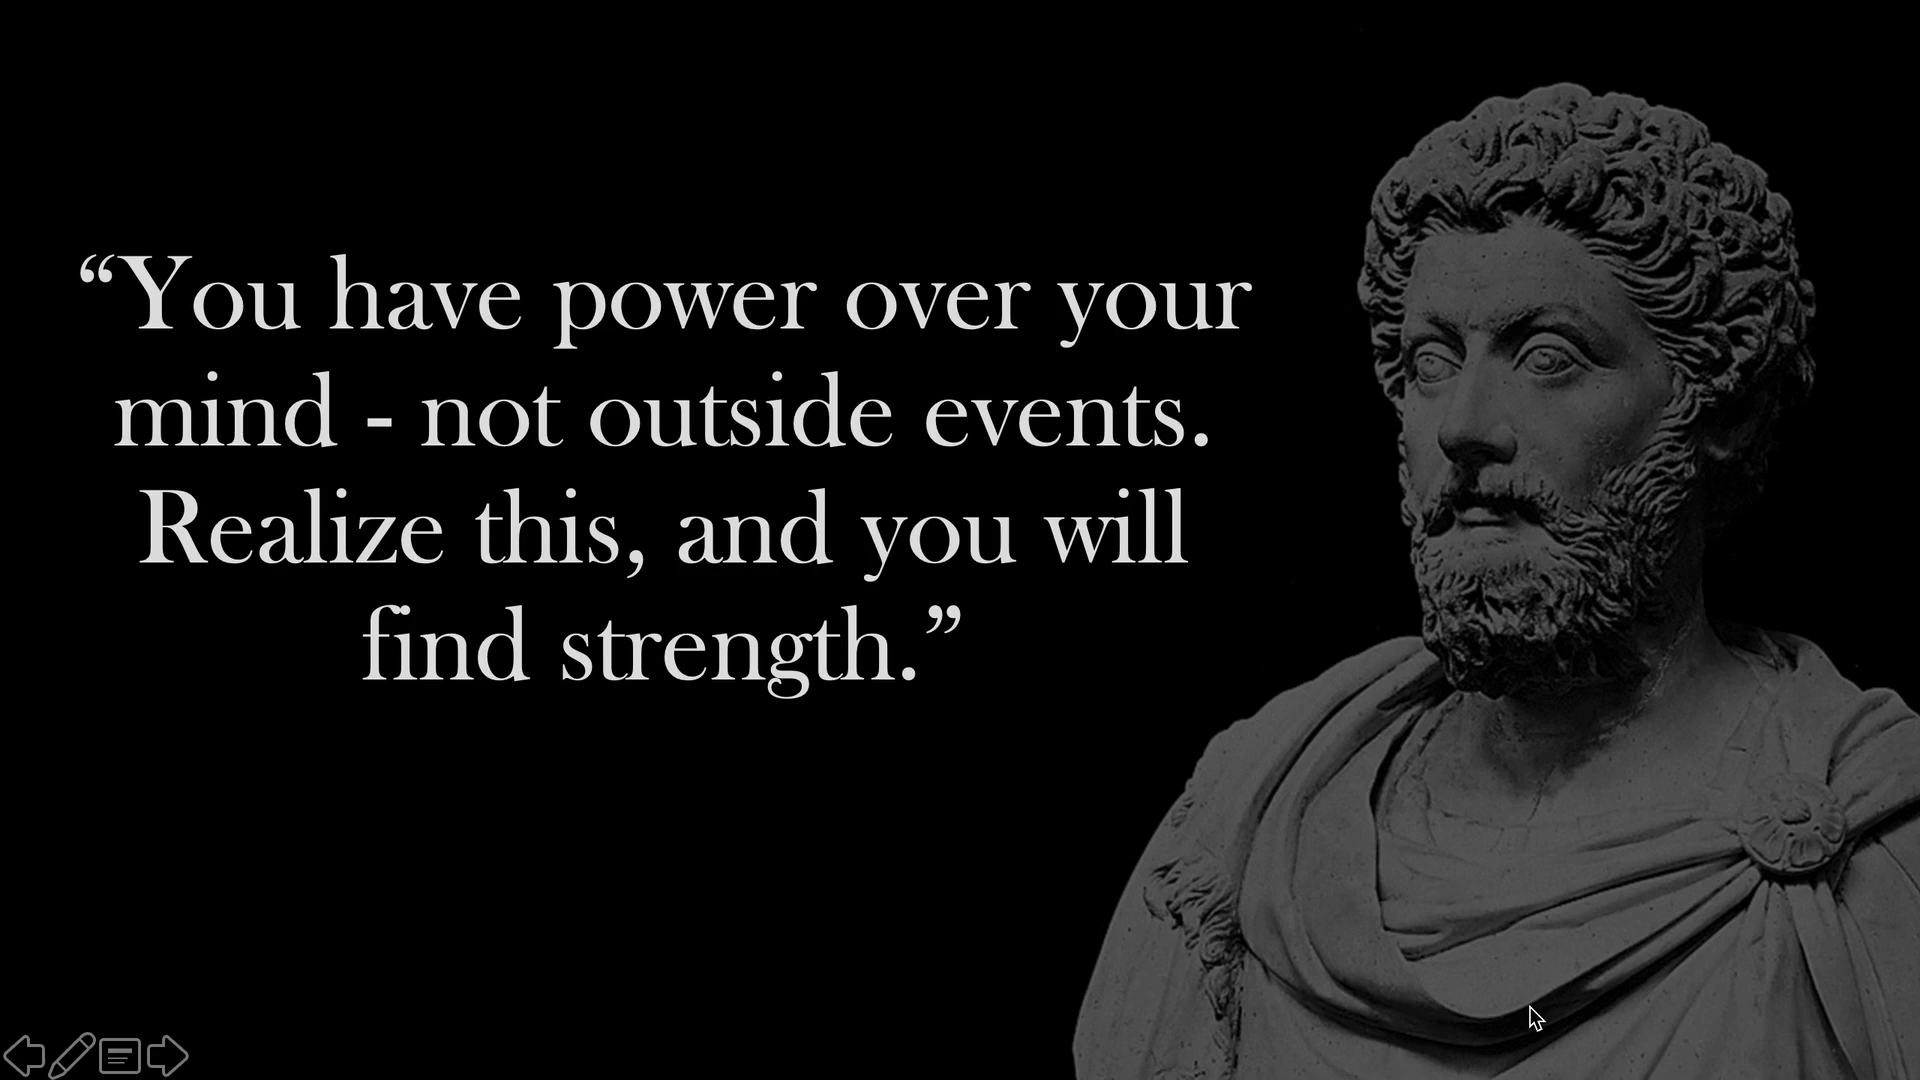 “You have power over your
mind - not outside events.
Realize this, and you will
find strength.”